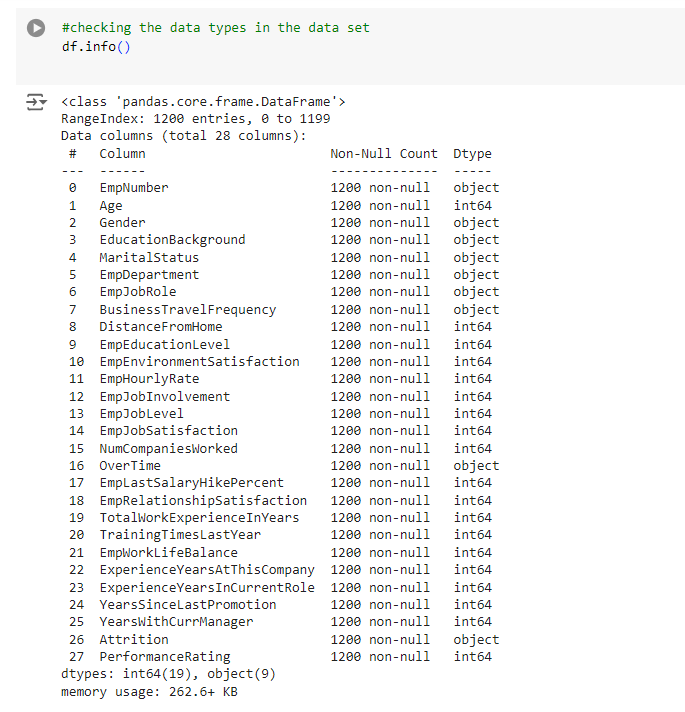 #checking the data types in the data set
df.info()
<class 'pandas.core.frame.DataFrame'>
RangeIndex: 1200 entries, 0 to 1199
Data columns (total 28 columns):
 #   Column                        Non-Null Count  Dtype
---  ------                        --------------  -----
 0   EmpNumber                     1200 non-null   object
 1   Age                           1200 non-null   int64
 2   Gender                        1200 non-null   object
 3   EducationBackground           1200 non-null   object
 4   MaritalStatus                 1200 non-null   object
 5   EmpDepartment                 1200 non-null   object
 6   EmpJobRole                    1200 non-null   object
 7   BusinessTravelFrequency       1200 non-null   object
 8   DistanceFromHome              1200 non-null   int64
 9   EmpEducationLevel             1200 non-null   int64
 10  EmpEnvironmentSatisfaction    1200 non-null   int64
 11  EmpHourlyRate                 1200 non-null   int64
 12  EmpJobInvolvement             1200 non-null   int64
 13  EmpJobLevel                   1200 non-null   int64
 14  EmpJobSatisfaction            1200 non-null   int64
 15  NumCompaniesWorked            1200 non-null   int64
 16  OverTime                      1200 non-null   object
 17  EmpLastSalaryHikePercent      1200 non-null   int64
 18  EmpRelationshipSatisfaction   1200 non-null   int64
 19  TotalWorkExperienceInYears    1200 non-null   int64
 20  TrainingTimesLastYear         1200 non-null   int64
 21  EmpWorkLifeBalance            1200 non-null   int64
 22  ExperienceYearsAtThisCompany  1200 non-null   int64
 23  ExperienceYearsInCurrentRole  1200 non-null   int64
 24  YearsSinceLastPromotion       1200 non-null   int64
 25  YearsWithCurrManager          1200 non-null   int64
 26  Attrition                     1200 non-null   object
 27  PerformanceRating             1200 non-null   int64
dtypes: int64(19), object(9)
memory usage: 262.6+ KB